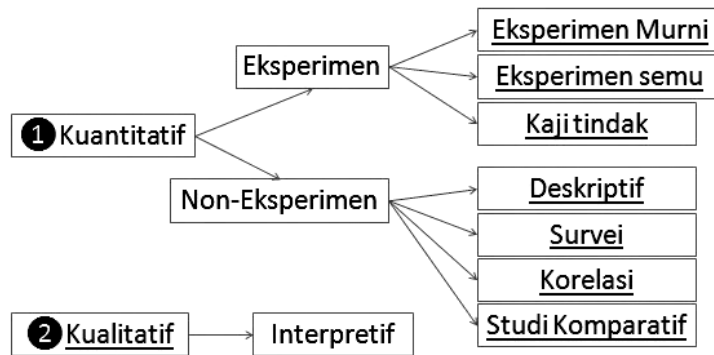 Eksperimen Murni
Eksperimen
Eksperimen semu
Kaji tindak
1 Kuantitatif
Non-Eksperimen
Deskriptif
Survei
Korelasi
Studi Komparatif
2 Kualitatif
Interpretif